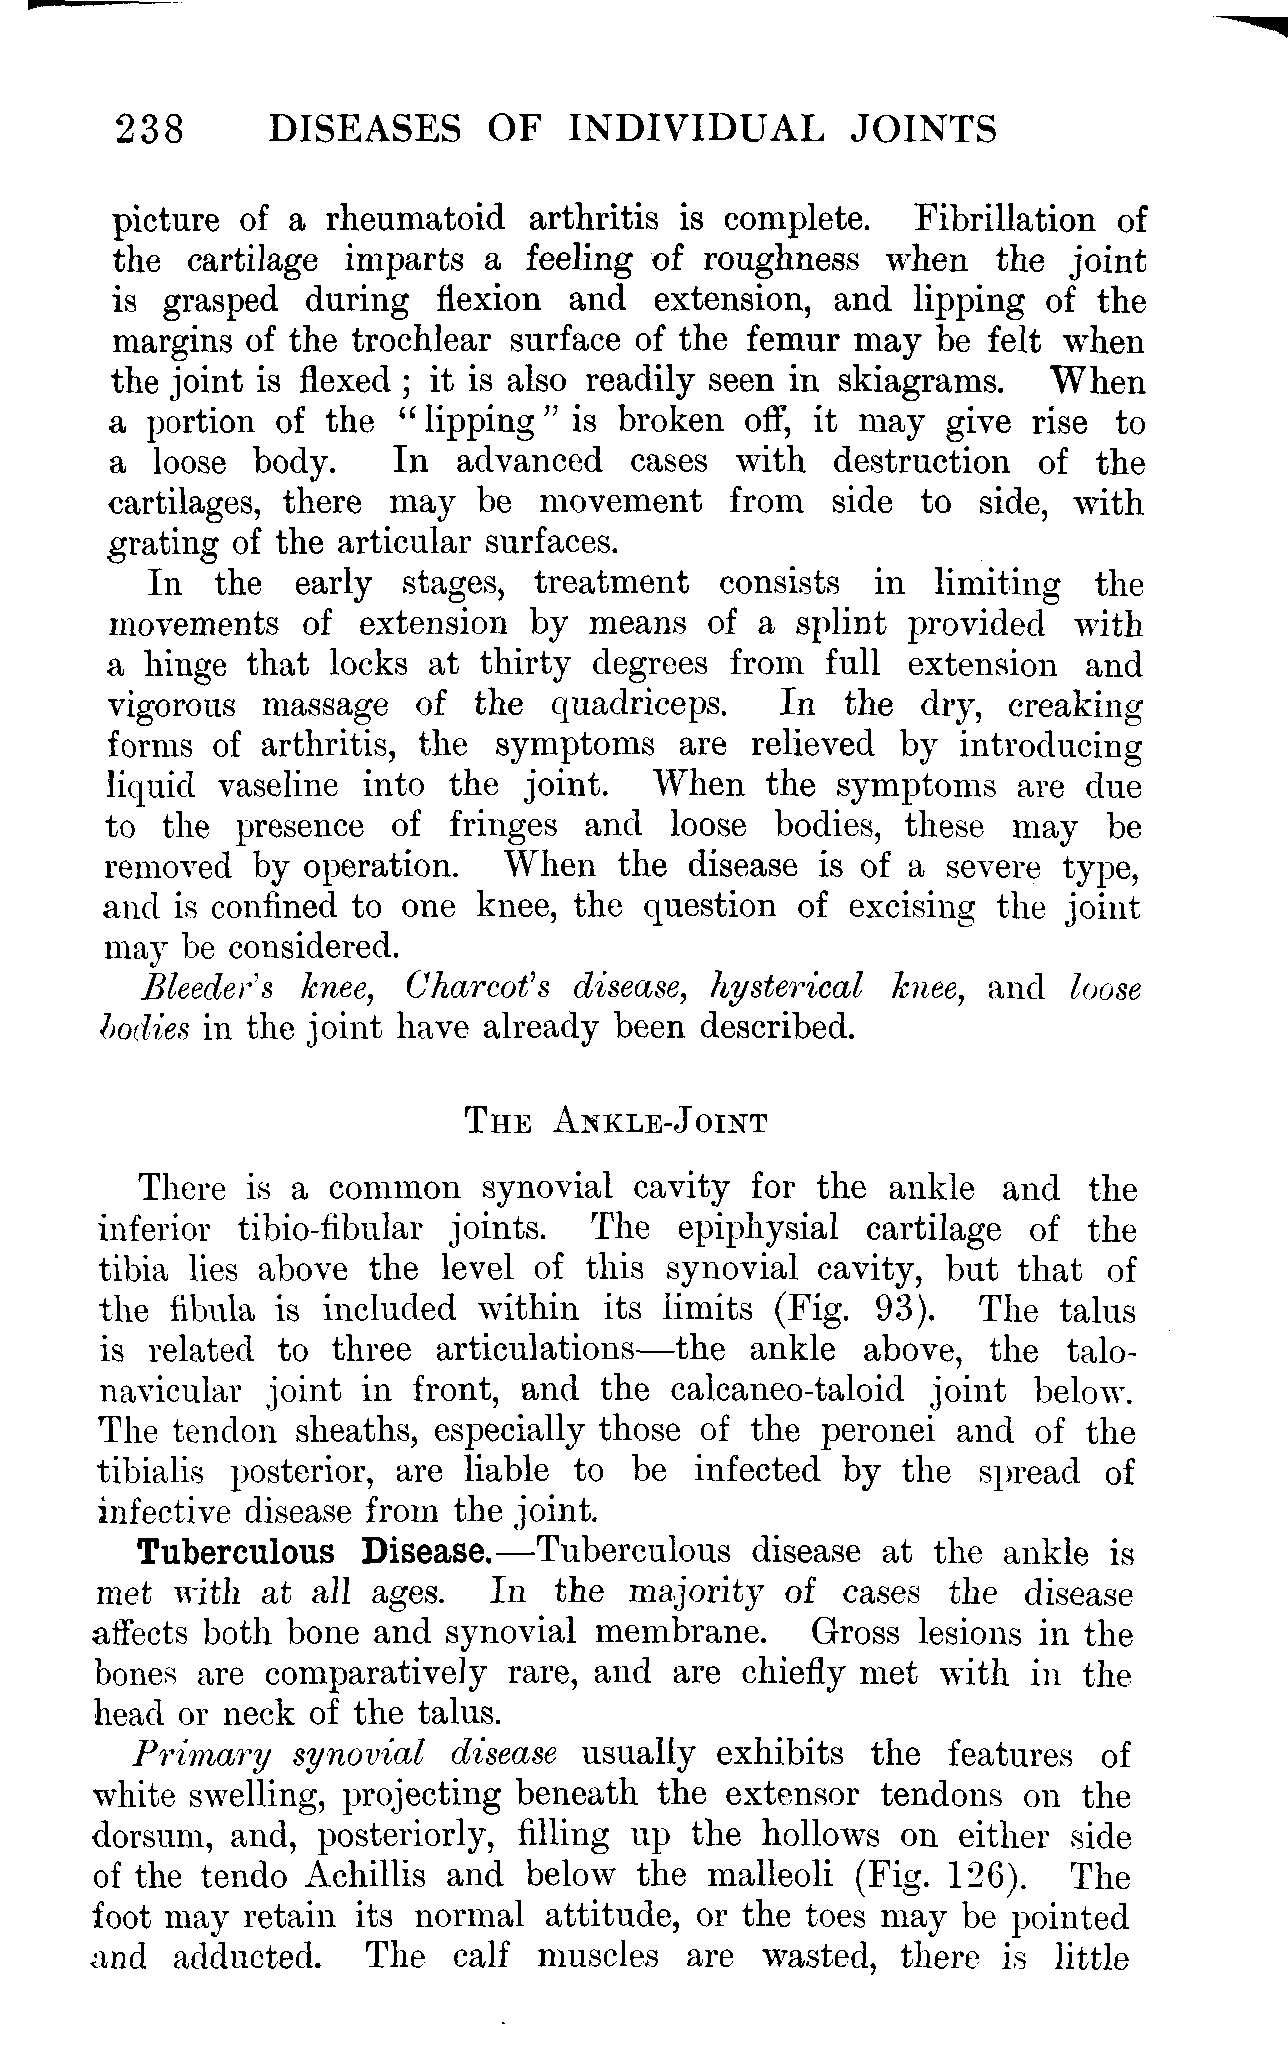 238 DISEASES OF INDIVIDUAL JOINTS
picture of a rheumatoid arthritis is complete. Fibrillation of
the cartilage imparts a feeling of roughness when the joint
is grasped during flexion and extension, and lipping of the
margins of the trochlear surface of the femur may be felt when
the joint is flexed ; it is also readily seen in skiagrams. When
a portion of the “lipping” is broken off, it may give rise to
a loose body. In advanced cases with destruction of the
cartilages, there may be movement from side to side, with
grating of the articular surfaces.
In the early stages, treatment consists in limiting the
movements of extension by means of a splint provided with
a hinge that locks at thirty degrees from full extension and
vigorous massage of the quadriceps. In the dry, creaking
forms of arthritis, the symptoms are relieved by introducing
liquid vaseline into the joint. When the symptoms are due
to the presence of fringes and loose bodies, these may be
removed by operation. When the disease is of a severe type,
and is confined to one knee, the question of excising the joint
may be considered.
Bleeder's knee, Charcot's disease, hysterical knee, and loose
bodies in the joint have already been described.
THE ANKLE-JOINT
There is a common synovial cavity for the ankle and the
inferior tibio-fibular joints. The epiphysial cartilage of the
tibia lies above the level of this synovial cavity, but that of
the fibula is included within its limits (Fig. 93). The talus
is related to three articulations—the ankle above, the talo-
navicular joint in front, and the calcaneo-taloid joint below.
The tendon sheaths, especially those of the peronei and of the
tibialis posterior, are liable to be infected by the spread of
infective disease from the joint.
Tuberculous Disease.—Tuberculous disease at the ankle is
met with at all ages. In the majority of cases the disease
affects both bone and synovial membrane. Gross lesions in the
bones are comparatively rare, and are chiefly met with in the
head or neck of the talus.
Primary synovial disease usually exhibits the features of
white swelling, projecting beneath the extensor tendons on the
dorsum, and, posteriorly, filling up the hollows on either side
of the tendo Achillis and below the malleoli (Fig. 126). The
foot may retain its normal attitude, or the toes may be pointed
and adducted. The calf muscles are wasted, there is little